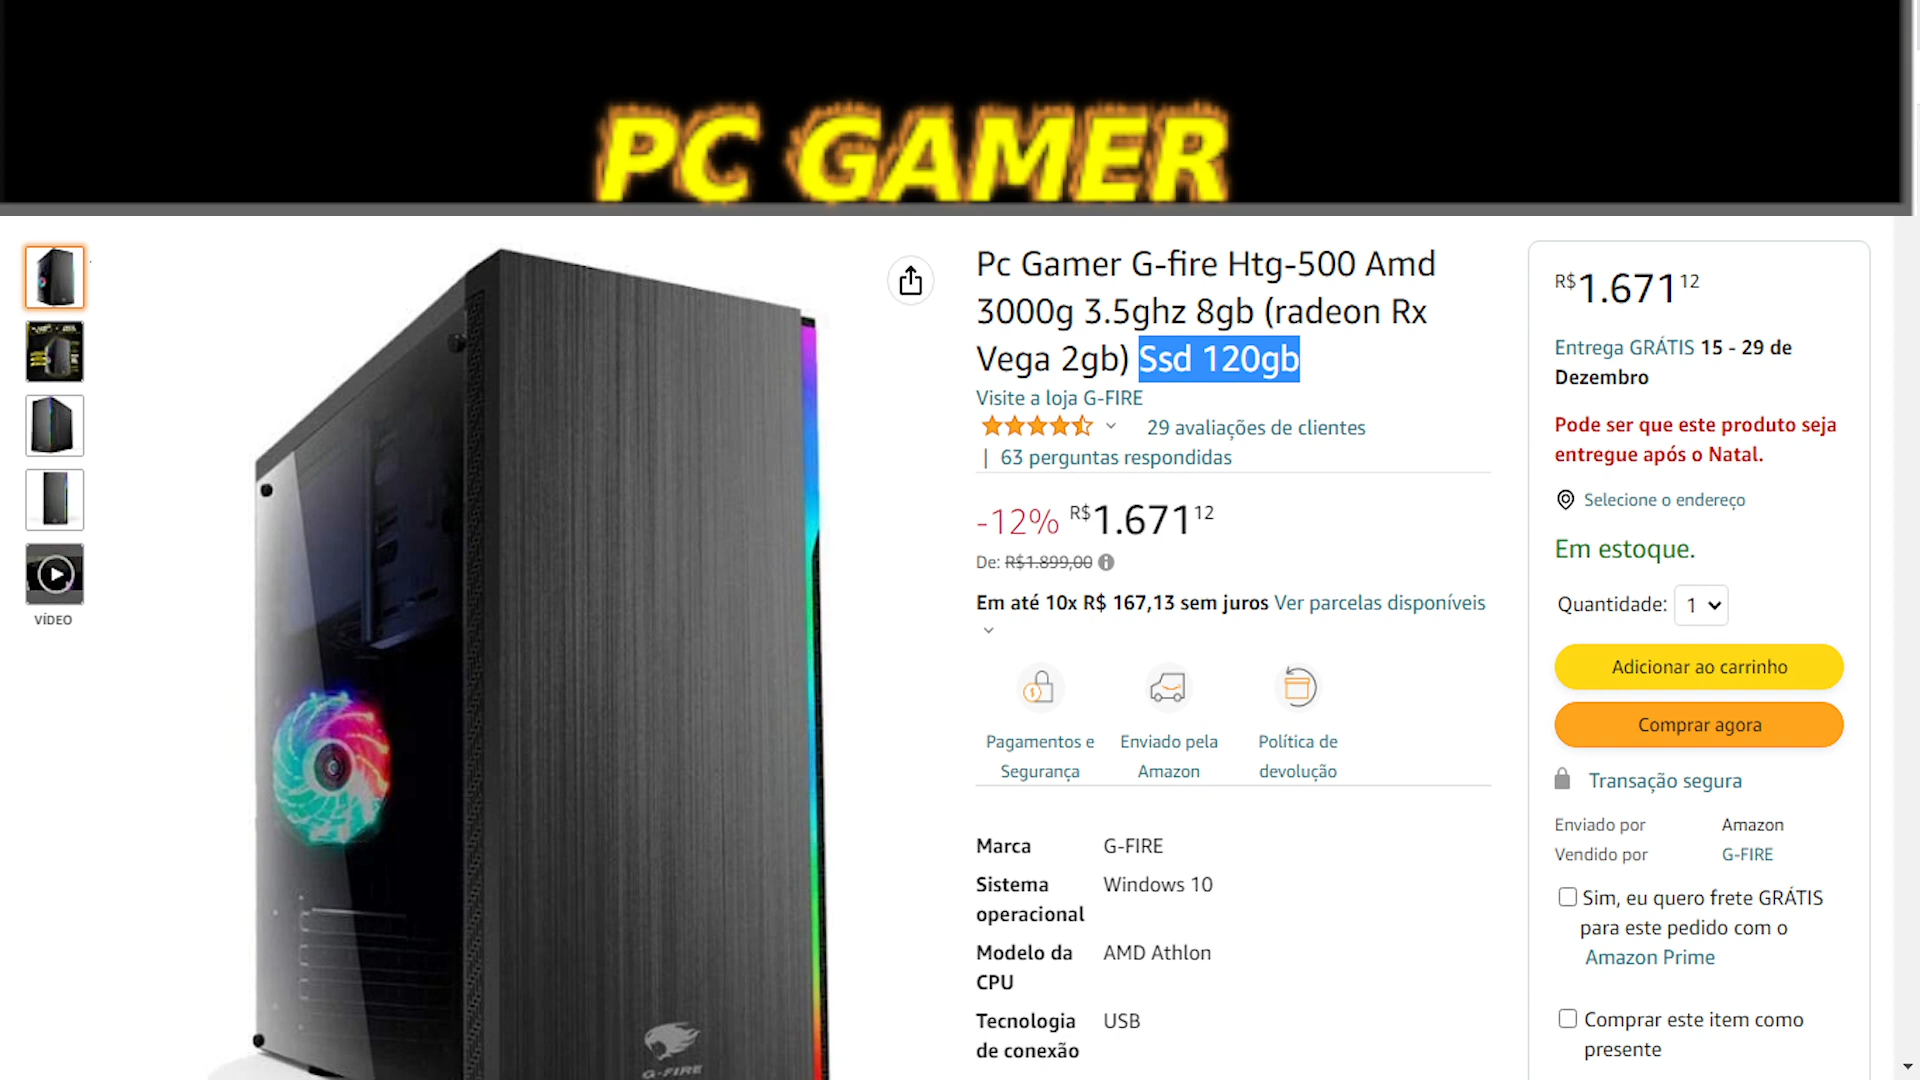 PC GAMER
VÍDEO
G-FIRE
Pc Gamer G-fire Htg-500 Amd
3000g 3.5ghz 8gb (radeon Rx
Vega 2gb) Ssd 120gb
Visite a loja G-FIRE
29 avaliações de clientes
| 63 perguntas respondidas
-12% R$1.67112
De: R$1.899,00
Em até 10x R$ 167,13 sem juros Ver parcelas disponíveis
Pagamentos e
Segurança
Enviado pela
Amazon
Política de
devolução
Marca G-FIRE
Sistema Windows 10
operacional
Modelo da AMD Athlon
CPU
Tecnologia USB
de conexão
R$1.67112
Entrega GRÁTIS 15 - 29 de
Dezembro
Pode ser que este produto seja
entregue após o Natal.
Selecione o endereço
Em estoque.
Quantidade: 1
Adicionar ao carrinho
Comprar agora
Transação segura
Enviado por Amazon
Vendido por G-FIRE
Sim, eu quero frete GRÁTIS
para este pedido com o
Amazon Prime
Comprar este item como
presente